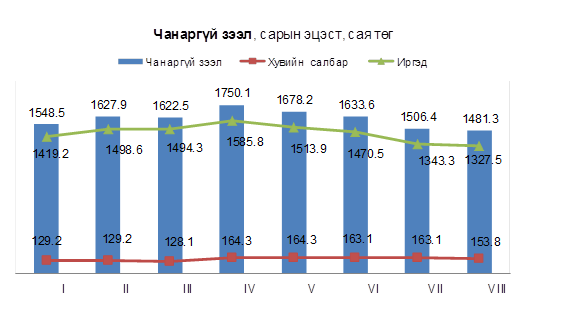 Чанаргүй зээл, сарын эцэст, сая төг
Чанаргүй зээл Хувийн салбар Иргэд
1548.5 1627.9 1622.5 1750.1 1678.2 1633.6 1506.4 1481.3
1419.2 1498.6 1494.3 1585.8 1513.9 1470.5 1343.3 1327.5
129.2 129.2 128.1 164.3 164.3 163.1 163.1 153.8
I II III IV V VI VII VIII